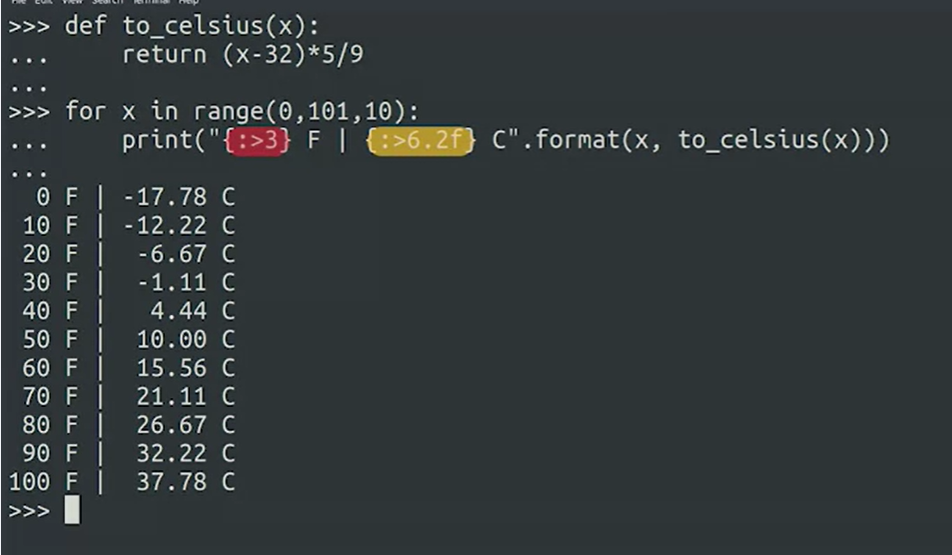 File Edit View Search Terminal Help
>>> def to_celsius(x):
...     return (x-32)*5/9
...
>>> for x in range(0,101,10):
...     print("{:>3} F | {:>6.2f} C".format(x, to_celsius(x)))
...
  0 F | -17.78 C
 10 F | -12.22 C
 20 F |  -6.67 C
 30 F |  -1.11 C
 40 F |   4.44 C
 50 F |  10.00 C
 60 F |  15.56 C
 70 F |  21.11 C
 80 F |  26.67 C
 90 F |  32.22 C
100 F |  37.78 C
>>>